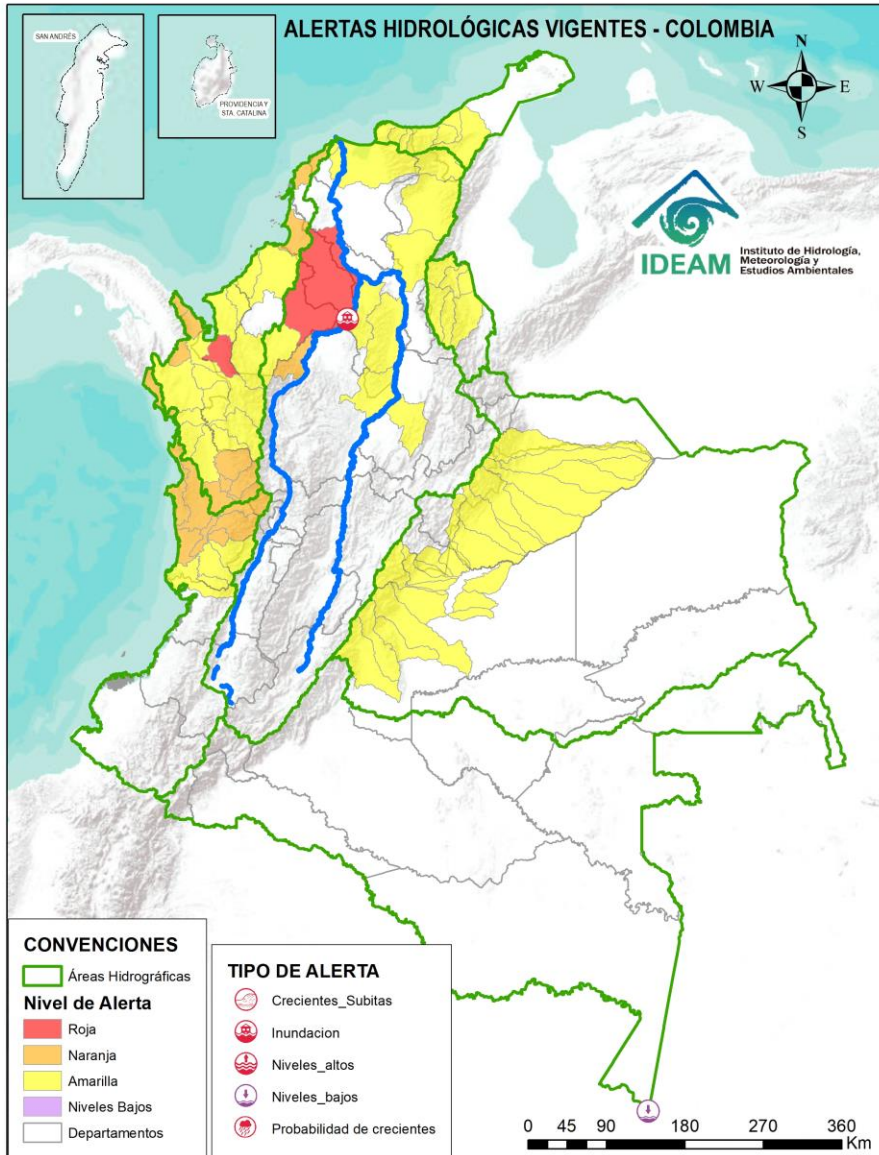 ALERTAS HIDROLÓGICAS VIGENTES - COLOMBIA
SAN ANDRÉS
PROVIDENCIA Y
STA. CATALINA
N
W
E
S
IDEAM
Instituto de Hidrología,
Meteorología y
Estudios Ambientales
CONVENCIONES
Áreas Hidrográficas
Nivel de Alerta
Roja
Naranja
Amarilla
Niveles Bajos
Departamentos
TIPO DE ALERTA
Crecientes_Subitas
Inundacion
Niveles_altos
Niveles_bajos
Probabilidad de crecientes
0 45 90 180 270 360
Km